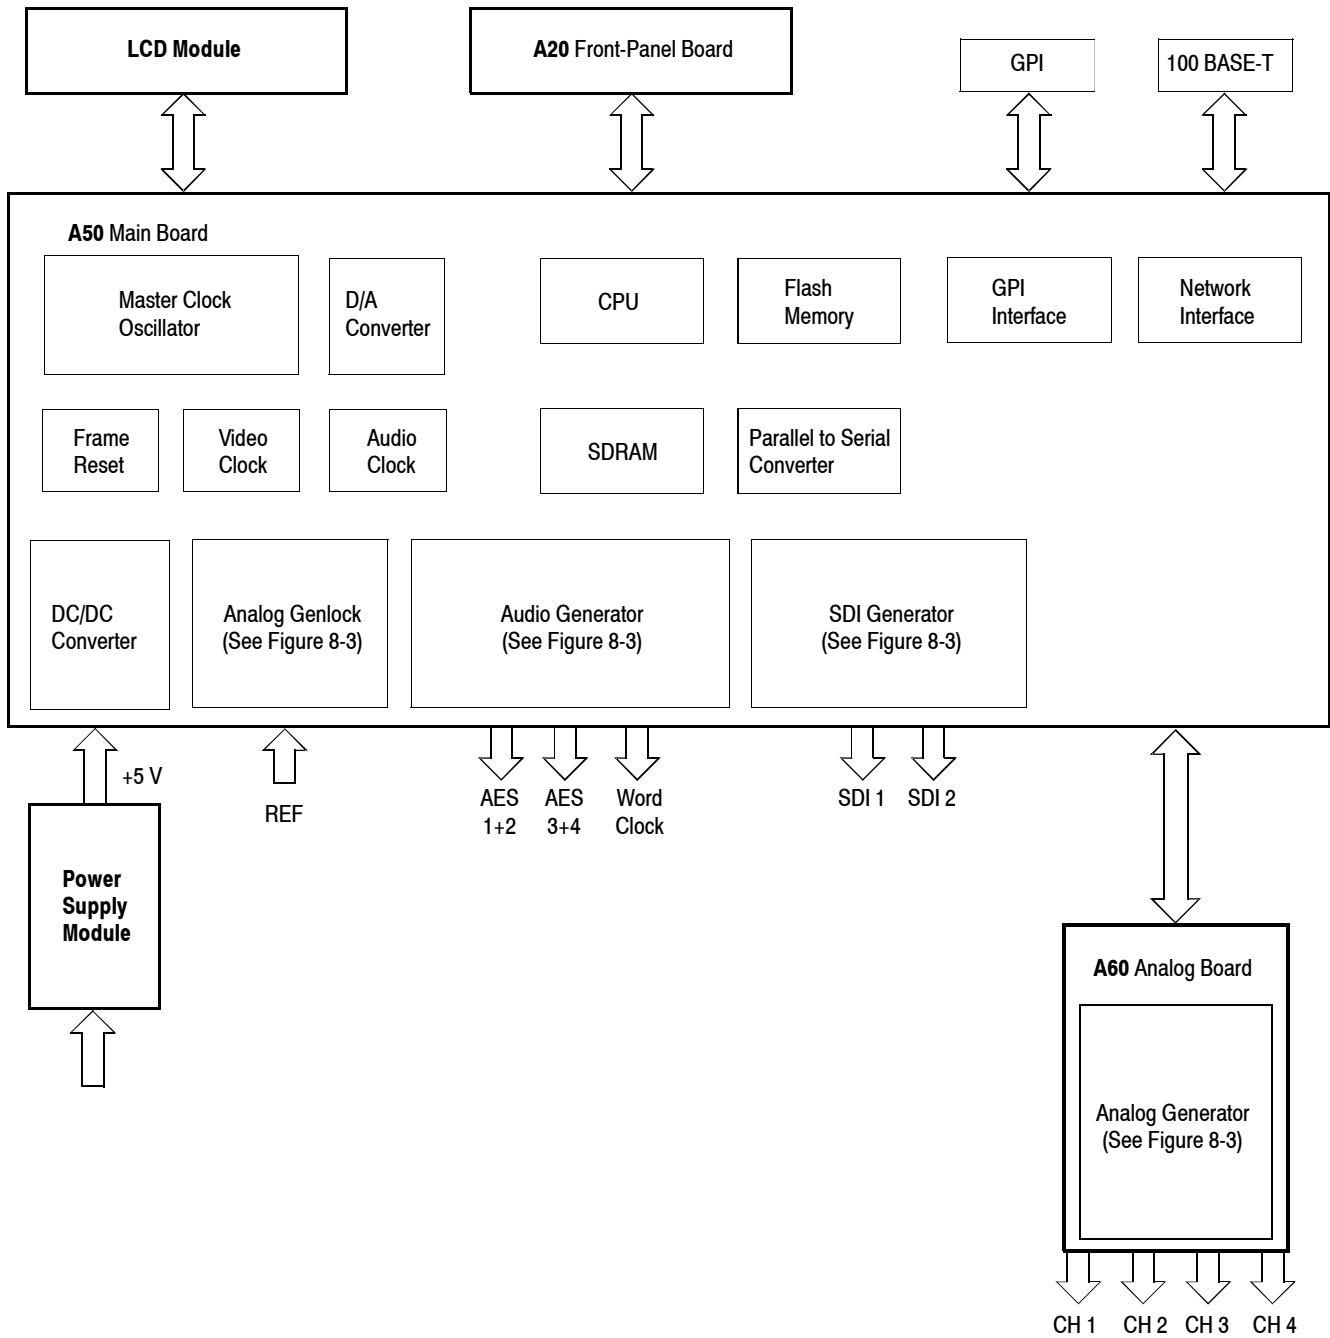 LCD Module
A20 Front-Panel Board
GPI
100 BASE-T
A50 Main Board
Master Clock
Oscillator
D/A
Converter
CPU
Flash
Memory
GPI
Interface
Network
Interface
Frame
Reset
Video
Clock
Audio
Clock
SDRAM
Parallel to Serial
Converter
DC/DC
Converter
Analog Genlock
(See Figure 8-3)
Audio Generator
(See Figure 8-3)
SDI Generator
(See Figure 8-3)
+5 V
REF
AES
1+2
AES
3+4
Word
Clock
SDI 1
SDI 2
Power
Supply
Module
A60 Analog Board
Analog Generator
(See Figure 8-3)
CH 1
CH 2
CH 3
CH 4